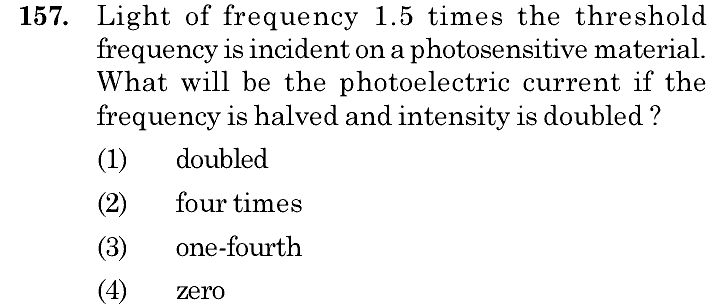 157. Light of frequency 1.5 times the threshold
frequency is incident on a photosensitive material.
What will be the photoelectric current if the
frequency is halved and intensity is doubled ?
(1) doubled
(2) four times
(3) one-fourth
(4) zero